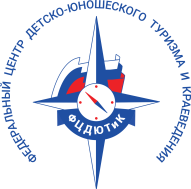 ФЕДЕРАЛЬНЫЙ ЦЕНТР ДЕТСКО-ЮНОШЕСКОГО ТУРИЗМА И КРАЕВЕДЕНИЯ
ФЦДЮТиК